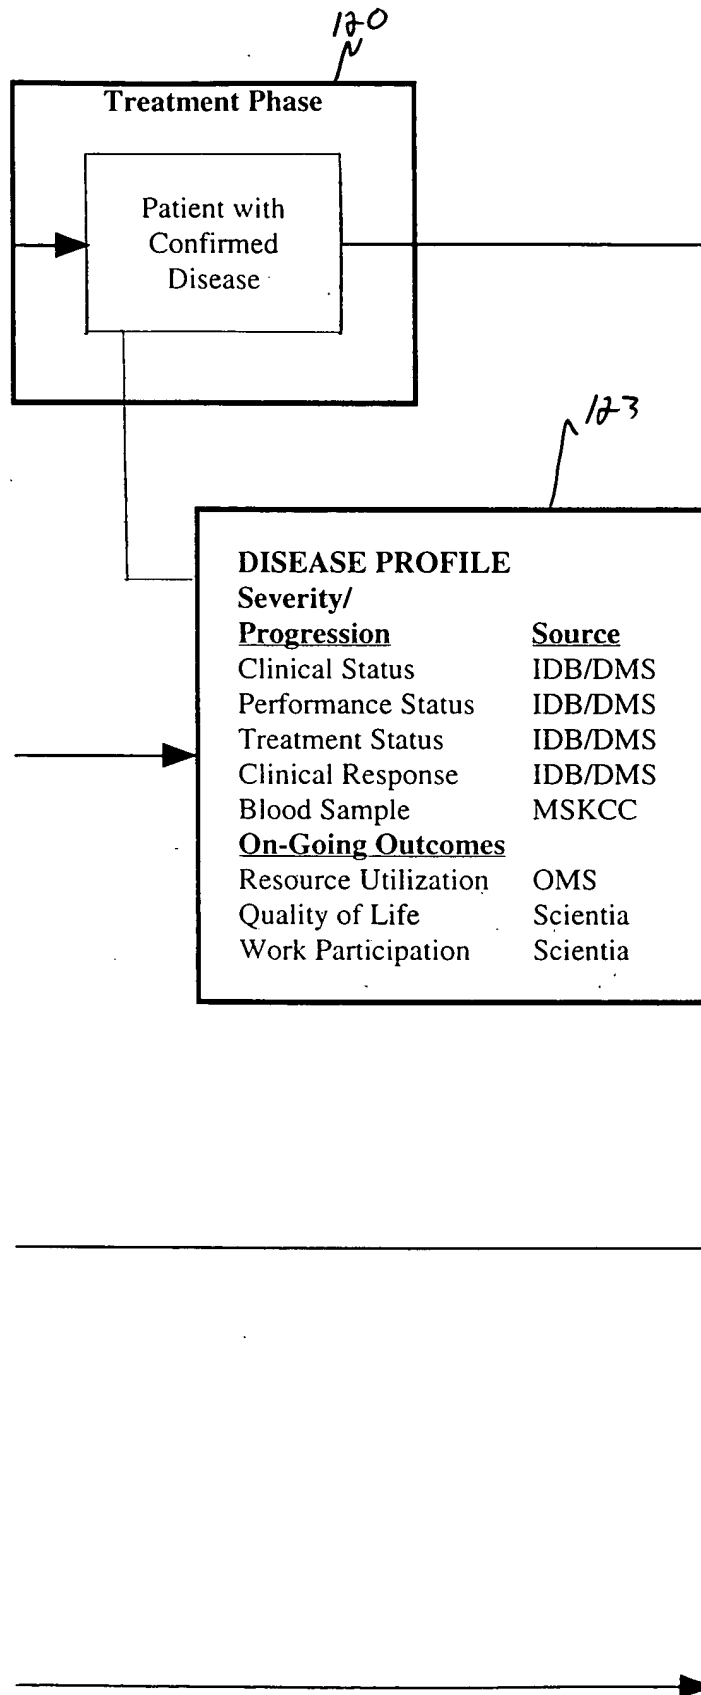 120
Treatment Phase
Patient with
Confirmed
Disease
123
DISEASE PROFILE
Severity/
Progression Source
Clinical Status IDB/DMS
Performance Status IDB/DMS
Treatment Status IDB/DMS
Clinical Response IDB/DMS
Blood Sample MSKCC
On-Going Outcomes
Resource Utilization OMS
Quality of Life Scientia
Work Participation Scientia